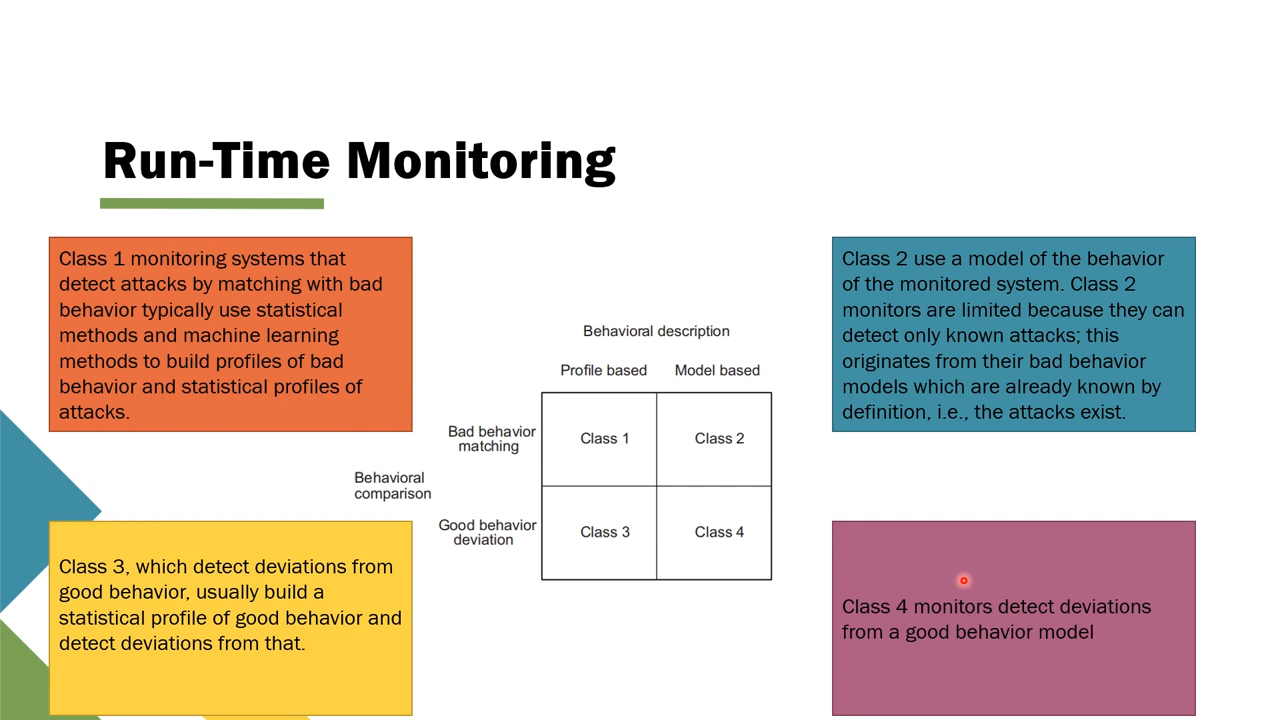 Run-Time Monitoring
Class 1 monitoring systems that
detect attacks by matching with bad
behavior typically use statistical
methods and machine learning
methods to build profiles of bad
behavior and statistical profiles of
attacks.
Class 2 use a model of the behavior
of the monitored system. Class 2
monitors are limited because they can
detect only known attacks; this
originates from their bad behavior
models which are already known by
definition, i.e., the attacks exist.
Behavioral description
Profile based Model based
Bad behavior
matching
Class 1 Class 2
Behavioral
comparison
Good behavior
deviation
Class 3 Class 4
Class 3, which detect deviations from
good behavior, usually build a
statistical profile of good behavior and
detect deviations from that.
Class 4 monitors detect deviations
from a good behavior model